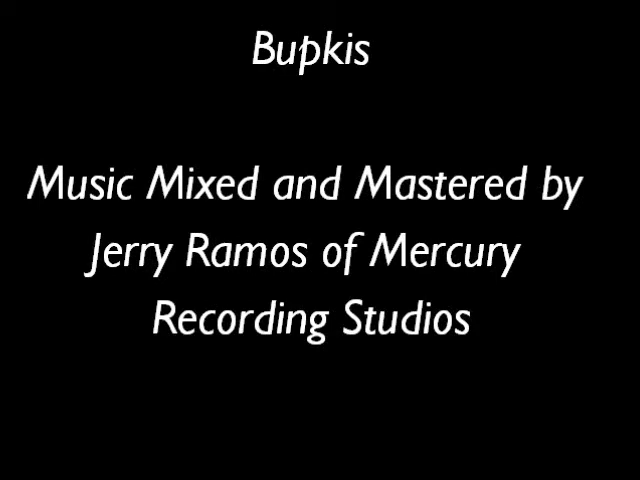 Bupkis
Music Mixed and Mastered by
Jerry Ramos of Mercury
Recording Studios